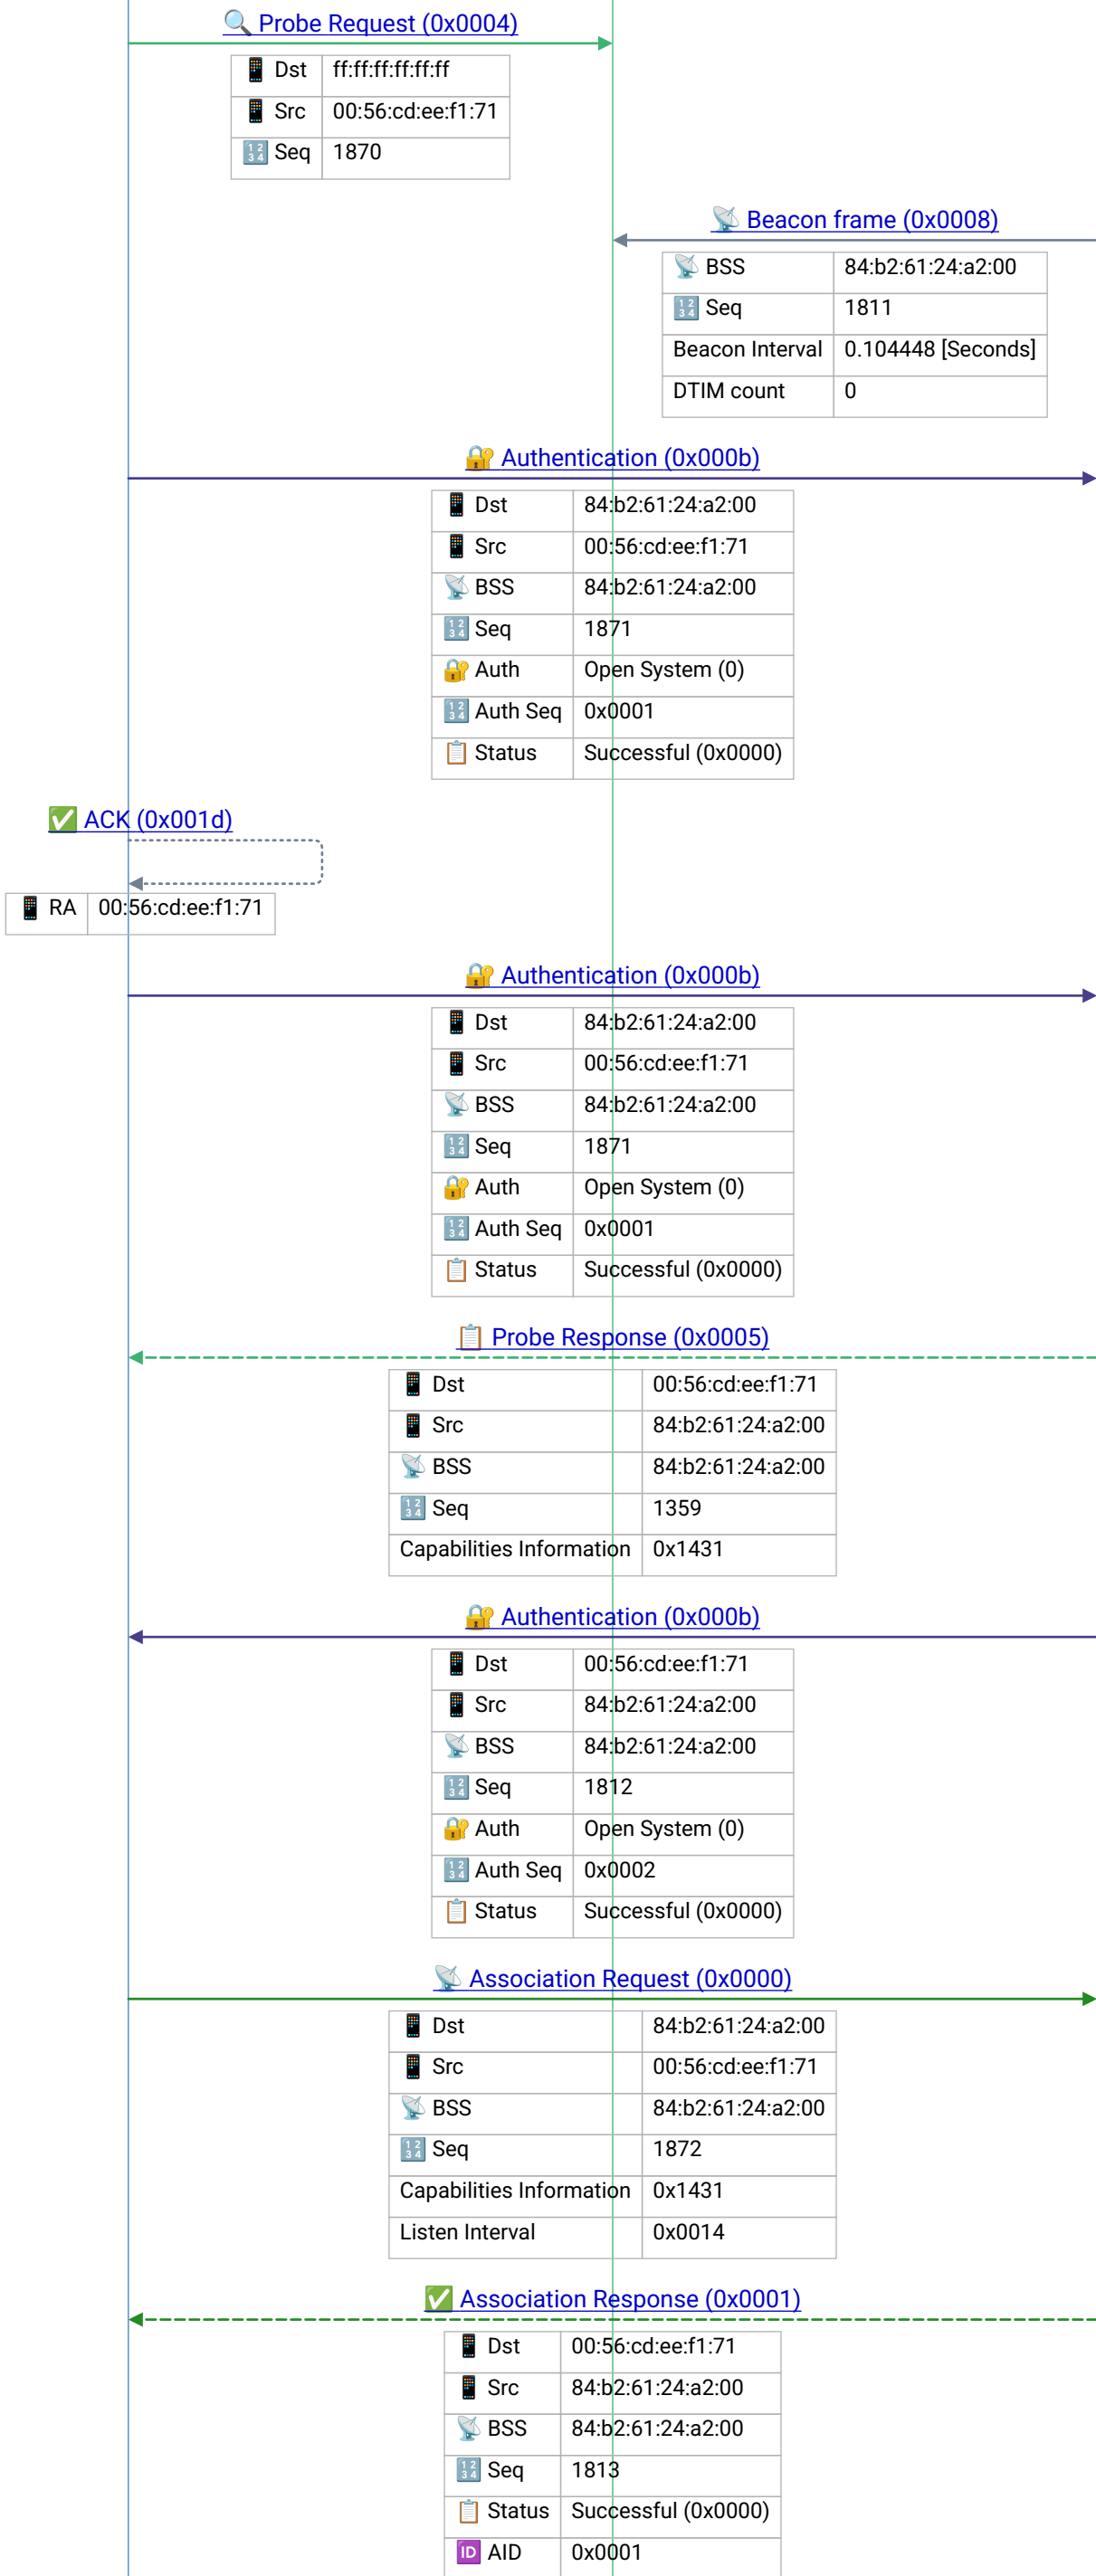 🔍 Probe Request (0x0004)
📱 Dst ff:ff:ff:ff:ff:ff
📱 Src 00:56:cd:ee:f1:71
🔢 Seq 1870
📡 Beacon frame (0x0008)
📡 BSS 84:b2:61:24:a2:00
🔢 Seq 1811
Beacon Interval 0.104448 [Seconds]
DTIM count 0
🔐 Authentication (0x000b)
📱 Dst 84:b2:61:24:a2:00
📱 Src 00:56:cd:ee:f1:71
📡 BSS 84:b2:61:24:a2:00
🔢 Seq 1871
🔐 Auth Open System (0)
🔢 Auth Seq 0x0001
📋 Status Successful (0x0000)
✅ ACK (0x001d)
📱 RA 00:56:cd:ee:f1:71
🔐 Authentication (0x000b)
📱 Dst 84:b2:61:24:a2:00
📱 Src 00:56:cd:ee:f1:71
📡 BSS 84:b2:61:24:a2:00
🔢 Seq 1871
🔐 Auth Open System (0)
🔢 Auth Seq 0x0001
📋 Status Successful (0x0000)
📋 Probe Response (0x0005)
📱 Dst 00:56:cd:ee:f1:71
📱 Src 84:b2:61:24:a2:00
📡 BSS 84:b2:61:24:a2:00
🔢 Seq 1359
Capabilities Information 0x1431
🔐 Authentication (0x000b)
📱 Dst 00:56:cd:ee:f1:71
📱 Src 84:b2:61:24:a2:00
📡 BSS 84:b2:61:24:a2:00
🔢 Seq 1812
🔐 Auth Open System (0)
🔢 Auth Seq 0x0002
📋 Status Successful (0x0000)
📡 Association Request (0x0000)
📱 Dst 84:b2:61:24:a2:00
📱 Src 00:56:cd:ee:f1:71
📡 BSS 84:b2:61:24:a2:00
🔢 Seq 1872
Capabilities Information 0x1431
Listen Interval 0x0014
✅ Association Response (0x0001)
📱 Dst 00:56:cd:ee:f1:71
📱 Src 84:b2:61:24:a2:00
📡 BSS 84:b2:61:24:a2:00
🔢 Seq 1813
📋 Status Successful (0x0000)
🆔 AID 0x0001